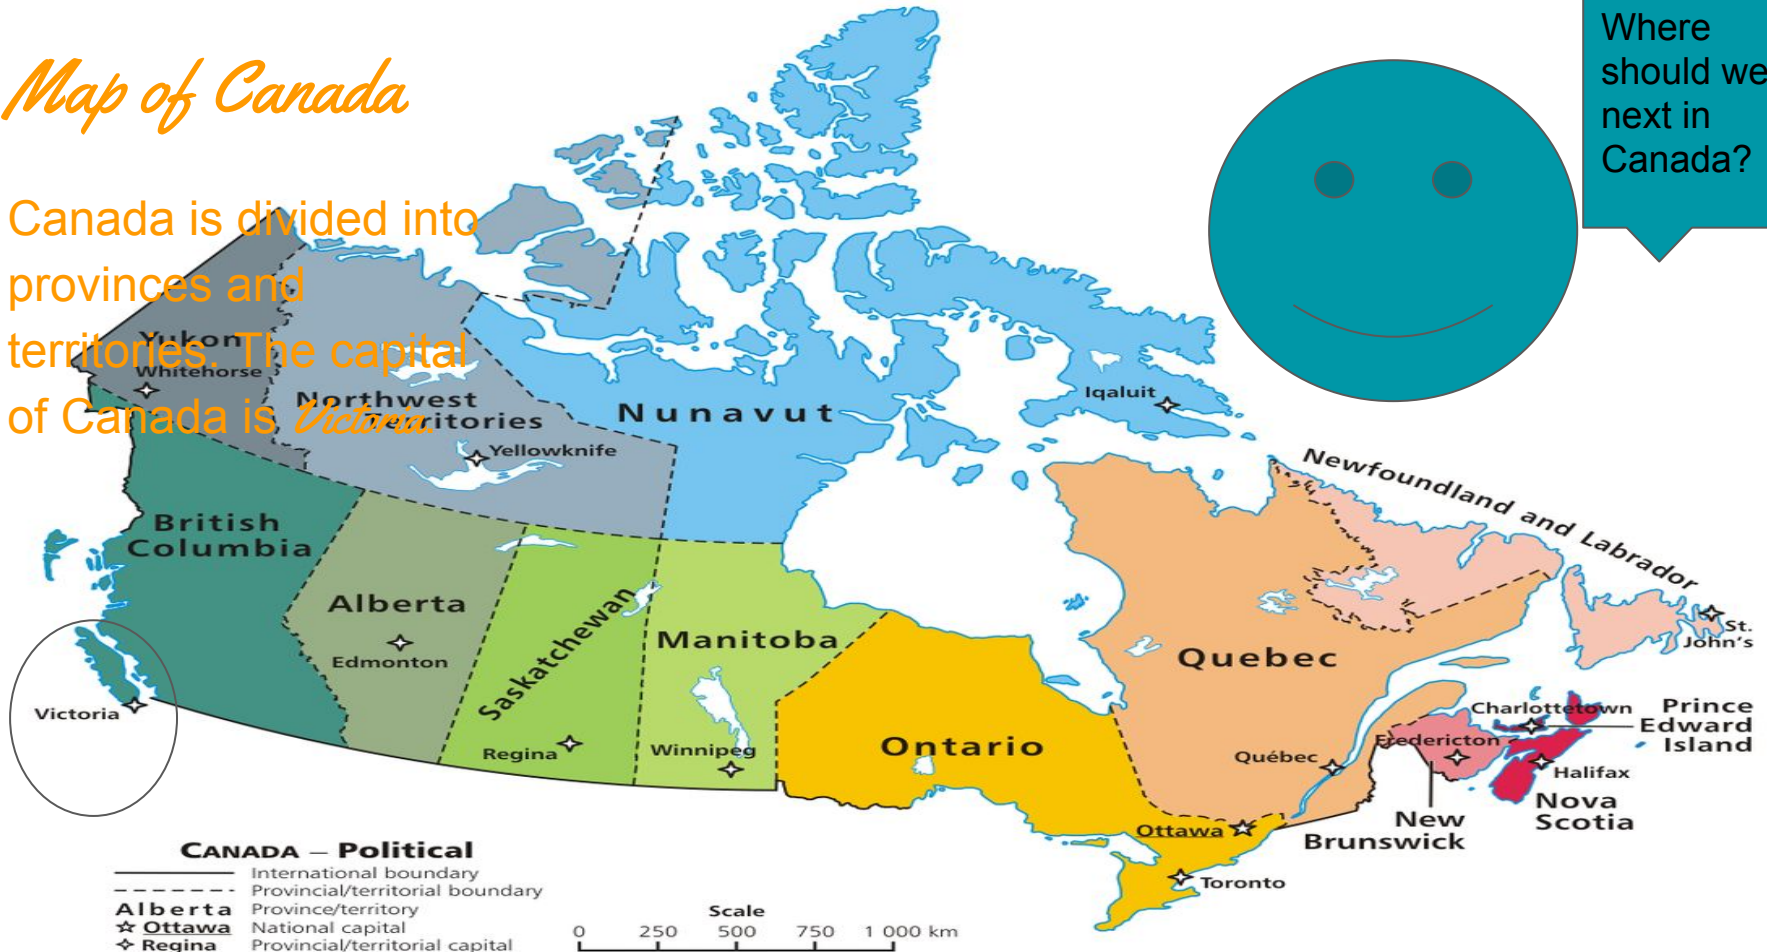 Map of Canada
Where
should we
next in
Canada?
Canada is divided into
provinces and
territories. The capital
of Canada is Victoria.
Yukon
Whitehorse
Northwest
Territories
Yellowknife
Nunavut
Iqaluit
British
Columbia
Victoria
Alberta
Edmonton
Saskatchewan
Regina
Manitoba
Winnipeg
Ontario
Ottawa
Toronto
Quebec
Québec
Newfoundland and Labrador
St.
John's
Charlottetown
Prince
Edward
Island
Fredericton
Halifax
Nova
Scotia
New
Brunswick
CANADA – Political
International boundary
Provincial/territorial boundary
Alberta Province/territory
Ottawa National capital
Regina Provincial/territorial capital
Scale
0 250 500 750 1 000 km